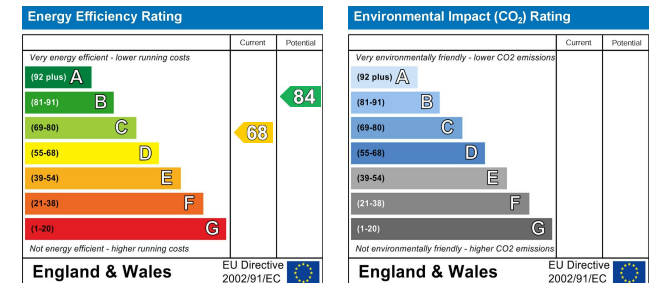 Energy Efficiency Rating
Current Potential
Very energy efficient - lower running costs
(92 plus) A
(81-91) B
84
(69-80) C
68
(55-68) D
(39-54) E
(21-38) F
(1-20) G
Not energy efficient - higher running costs
England & Wales
EU Directive
2002/91/EC
Environmental Impact (CO₂) Rating
Current Potential
Very environmentally friendly - lower CO2 emissions
(92 plus) A
(81-91) B
(69-80) C
(55-68) D
(39-54) E
(21-38) F
(1-20) G
Not environmentally friendly - higher CO2 emissions
England & Wales
EU Directive
2002/91/EC